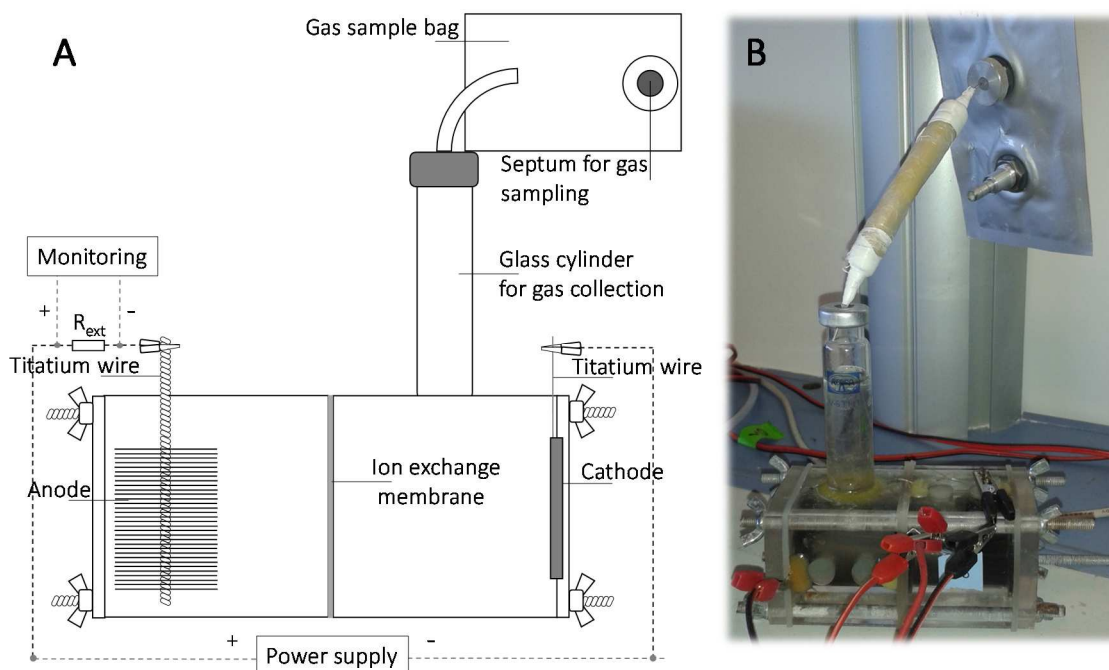 A
Gas sample bag
Septum for gas
sampling
Glass cylinder
for gas collection
Monitoring
+ -
R_ext
Titatium wire
Titatium wire
Anode
Ion exchange
membrane
Cathode
+ -
Power supply
B